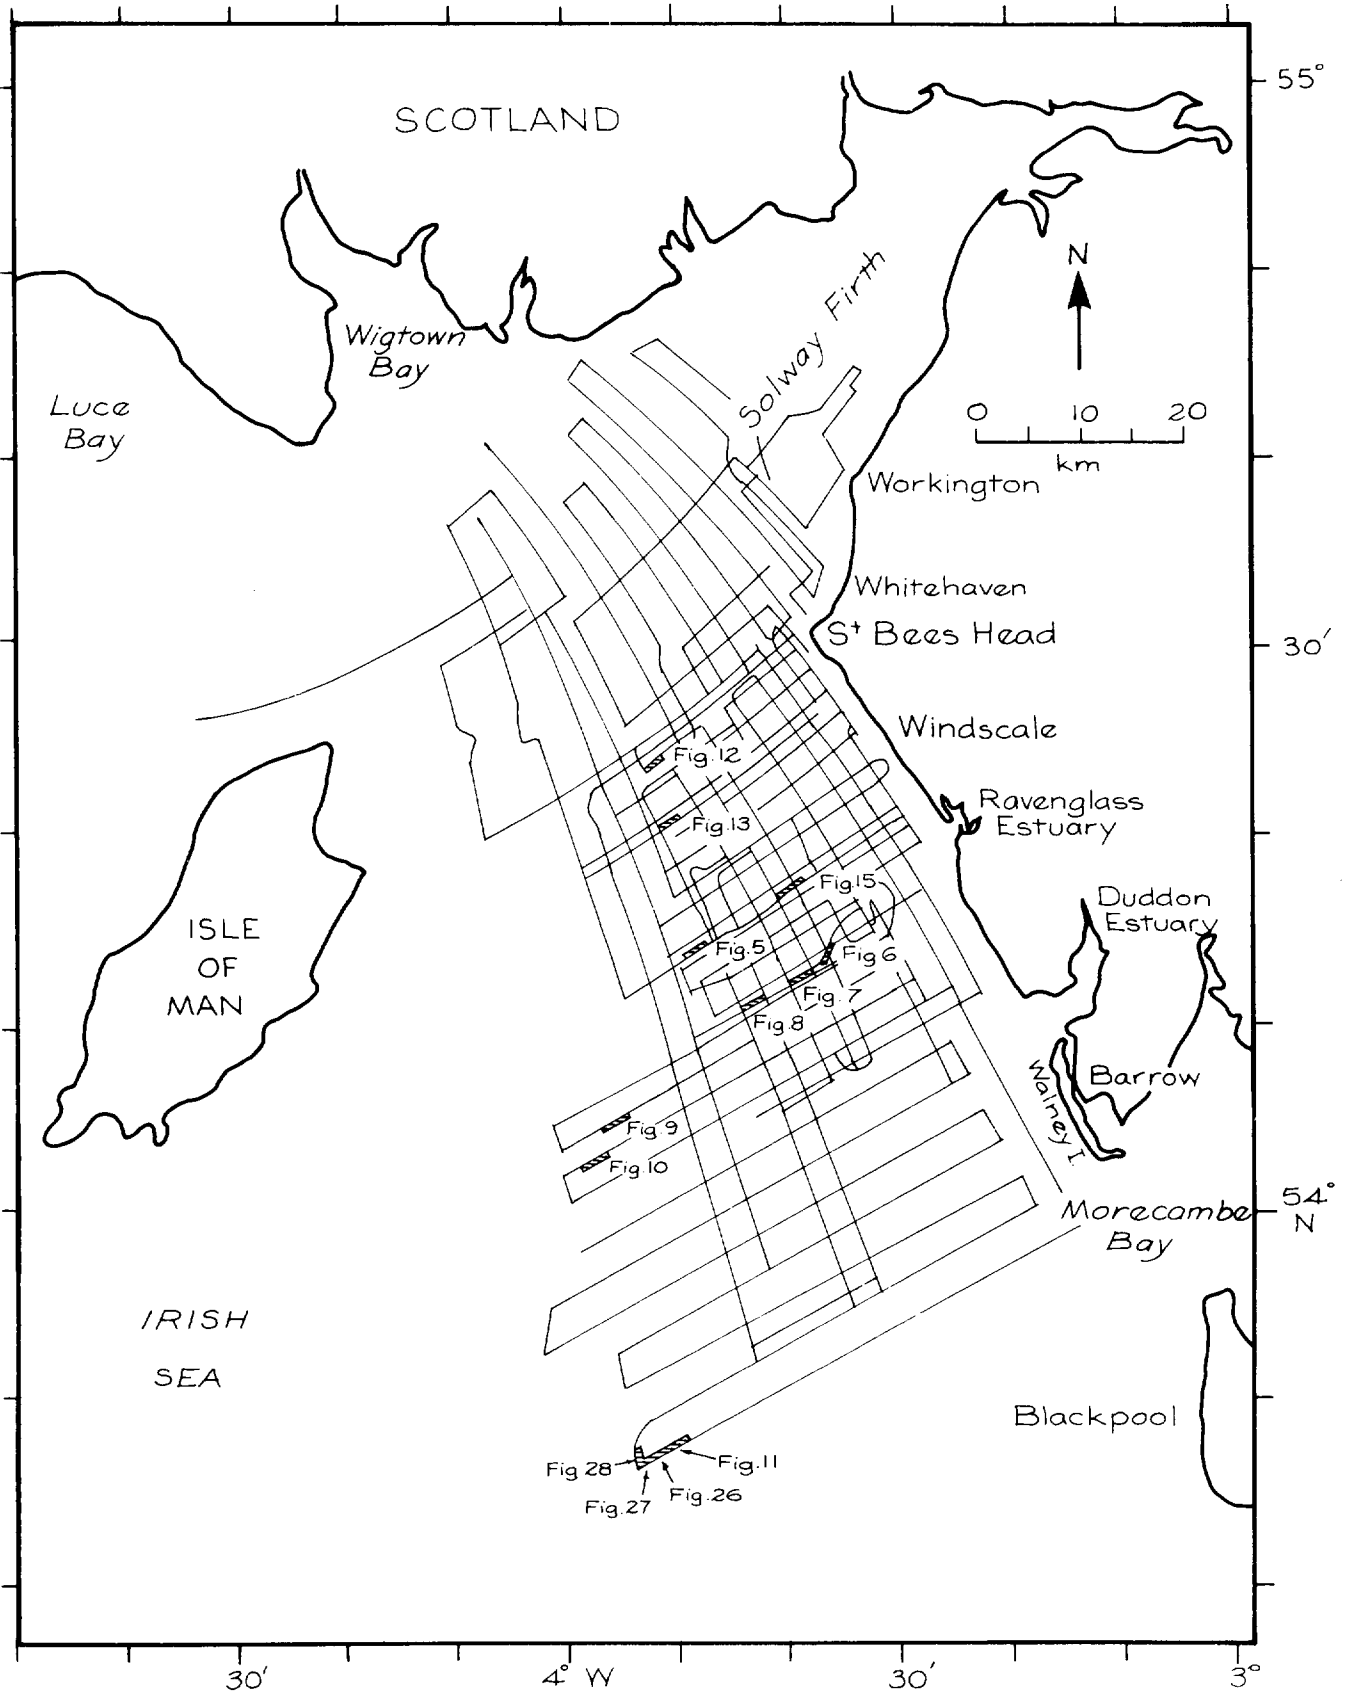 55°
SCOTLAND
N
Solway Firth
Wigtown
Bay
Luce
Bay
0 10 20
km
Workington
Whitehaven
St Bees Head
30'
Windscale
Fig.12
Ravenglass
Estuary
Fig.13
Fig.15
Duddon
Estuary
ISLE
OF
MAN
Fig.5
Fig 6
Fig.7
Fig.8
Walney I.
Barrow
Fig.9
Fig.10
54°
N
Morecambe
Bay
IRISH
SEA
Blackpool
Fig 28
Fig.11
Fig.27
Fig.26
30'
4° W
30'
3°